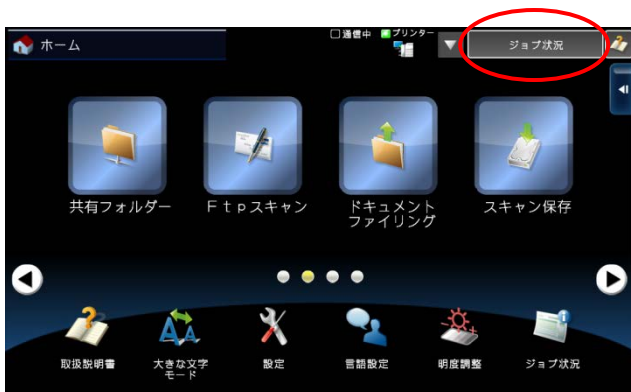 ホーム
通信中 プリンター
ジョブ状況
共有フォルダー
Ftpスキャン
ドキュメント
ファイリング
スキャン保存
取扱説明書
大きな文字
モード
設定
言語設定
明度調整
ジョブ状況